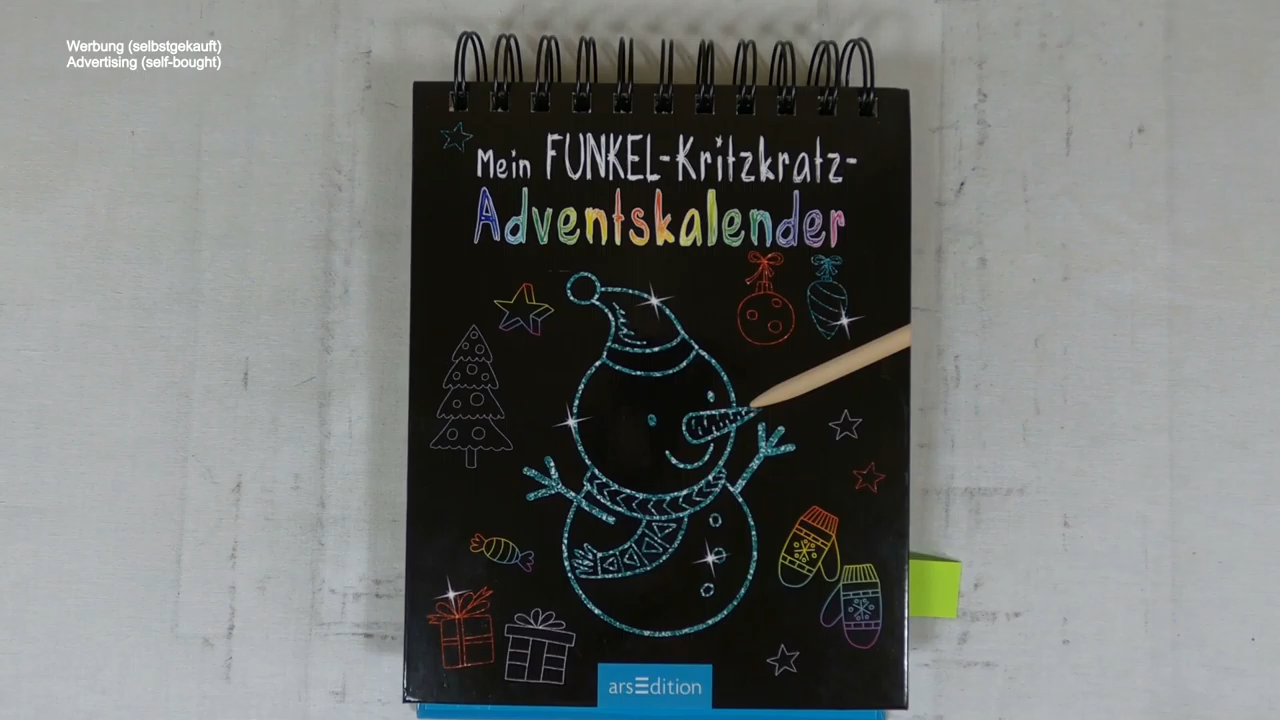 Werbung (selbstgekauft)
Advertising (self-bought)
Mein FUNKEL-Kritzkratz-
Adventskalender
arsEdition